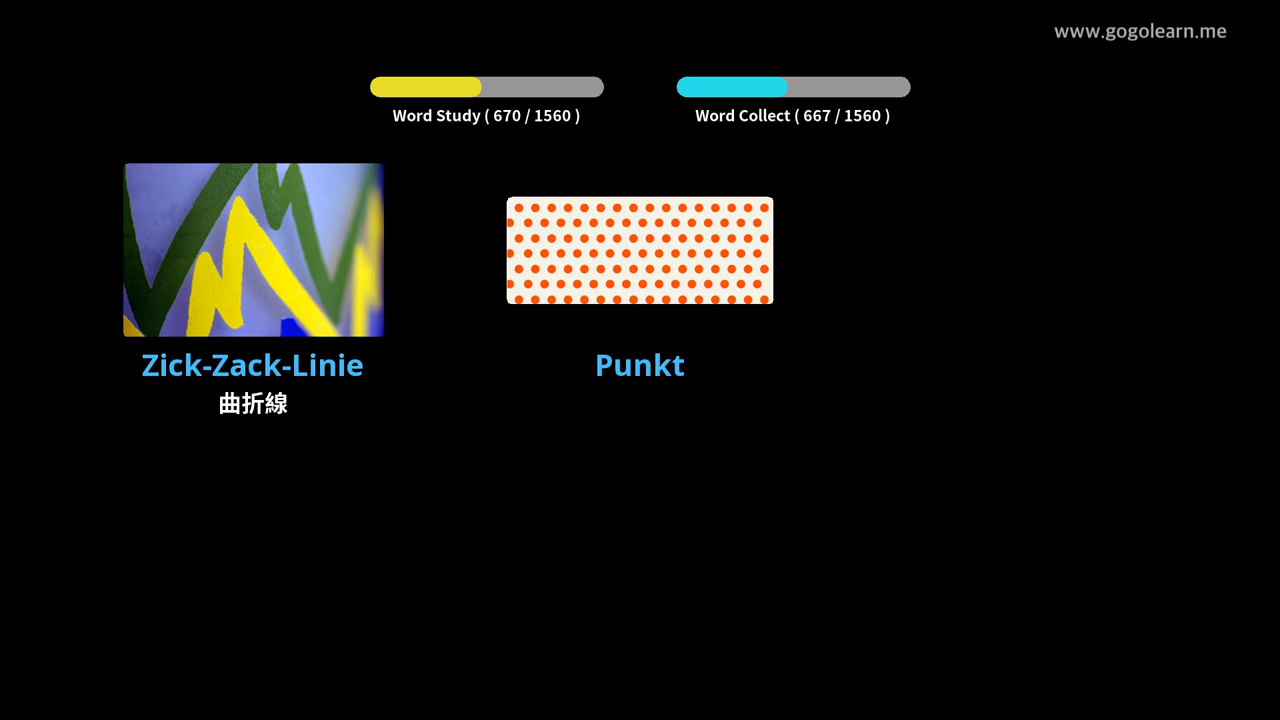 www.gogolearn.me
Word Study ( 670 / 1560 )
Word Collect ( 667 / 1560 )
Zick-Zack-Linie
曲折線
Punkt